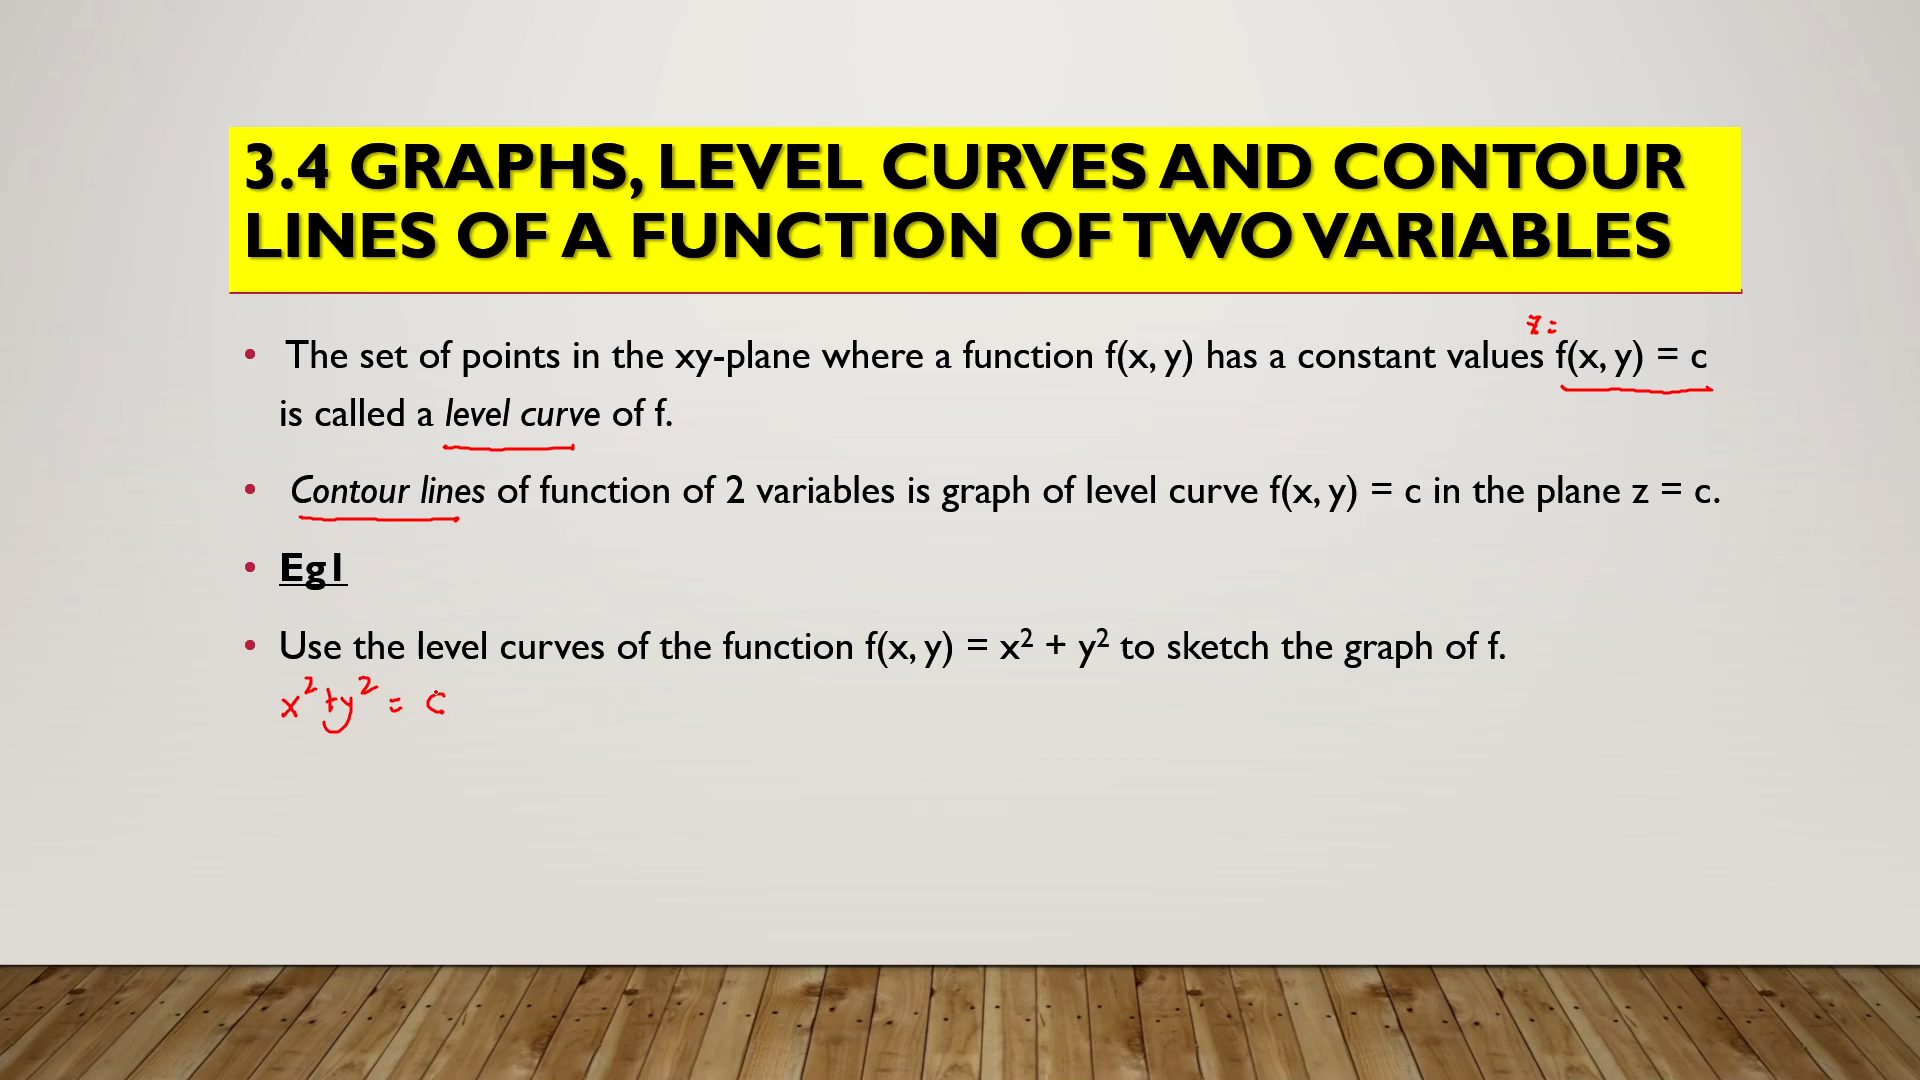 3.4 GRAPHS, LEVEL CURVES AND CONTOUR
LINES OF A FUNCTION OF TWO VARIABLES
z =
• The set of points in the xy-plane where a function f(x, y) has a constant values f(x, y) = c
is called a level curve of f.
• Contour lines of function of 2 variables is graph of level curve f(x, y) = c in the plane z = c.
• Eg1
• Use the level curves of the function f(x, y) = x² + y² to sketch the graph of f.
x² + y² = c